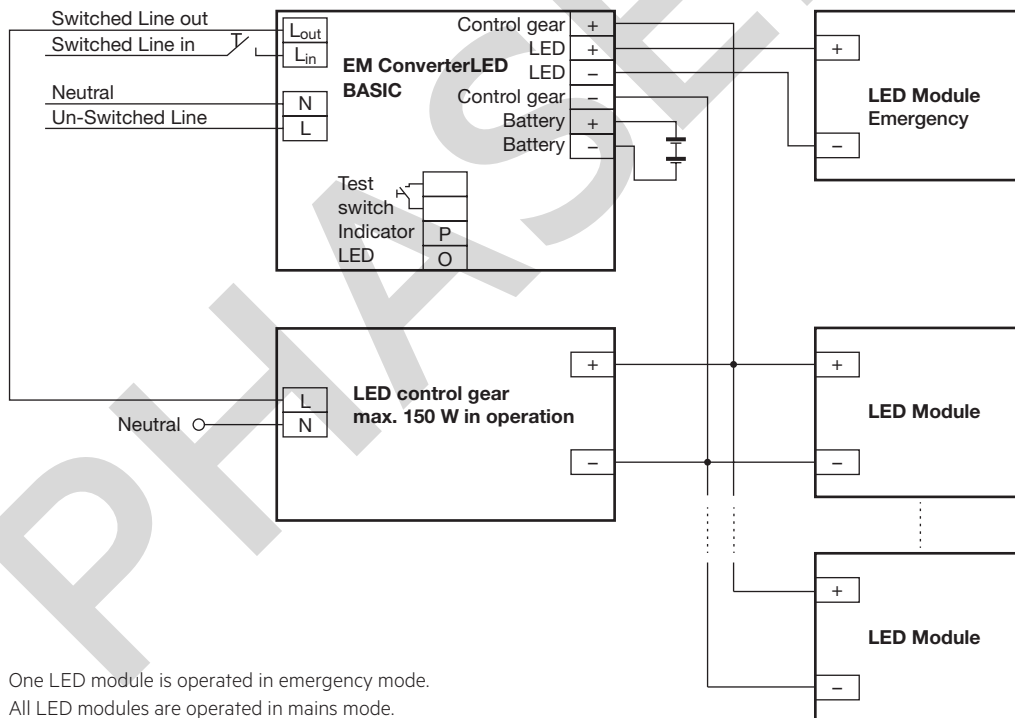 Switched Line out
Switched Line in
Neutral
Un-Switched Line
Lout
Lin
N
L
EM ConverterLED
BASIC
Control gear +
LED +
LED –
Control gear –
Battery +
Battery –
Test
switch
Indicator P
LED O
+
–
LED Module
Emergency
L
N
Neutral
LED control gear
max. 150 W in operation
+
–
+
–
LED Module
+
–
LED Module
One LED module is operated in emergency mode.
All LED modules are operated in mains mode.